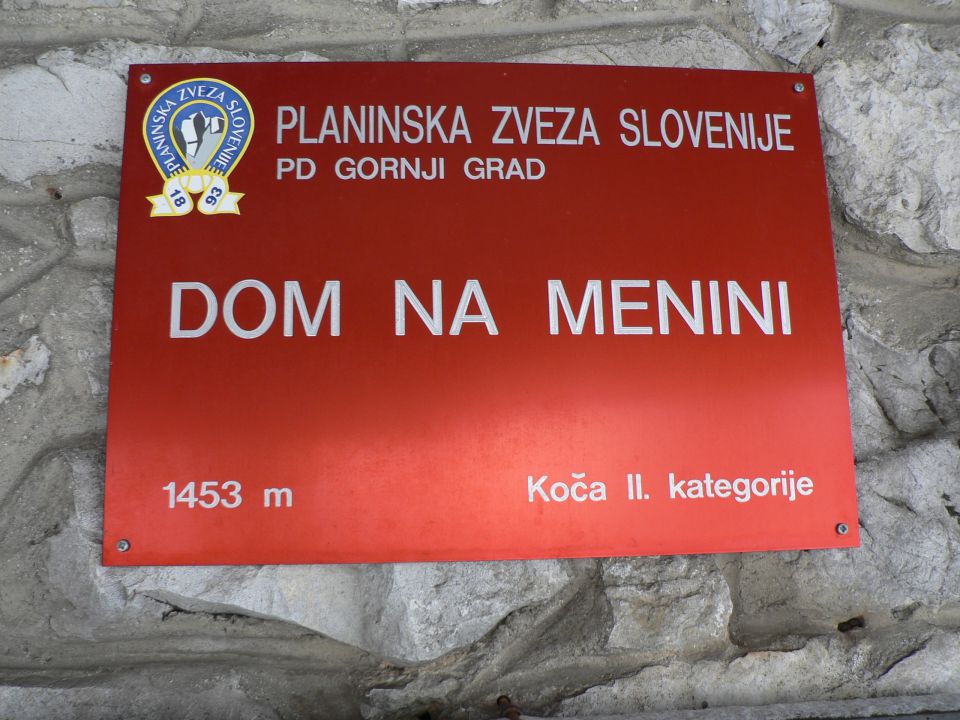 PLANINSKA ZVEZA SLOVENIJE
18 93
PLANINSKA ZVEZA SLOVENIJE
PD GORNJI GRAD
DOM NA MENINI
1453 m
Koča II. kategorije